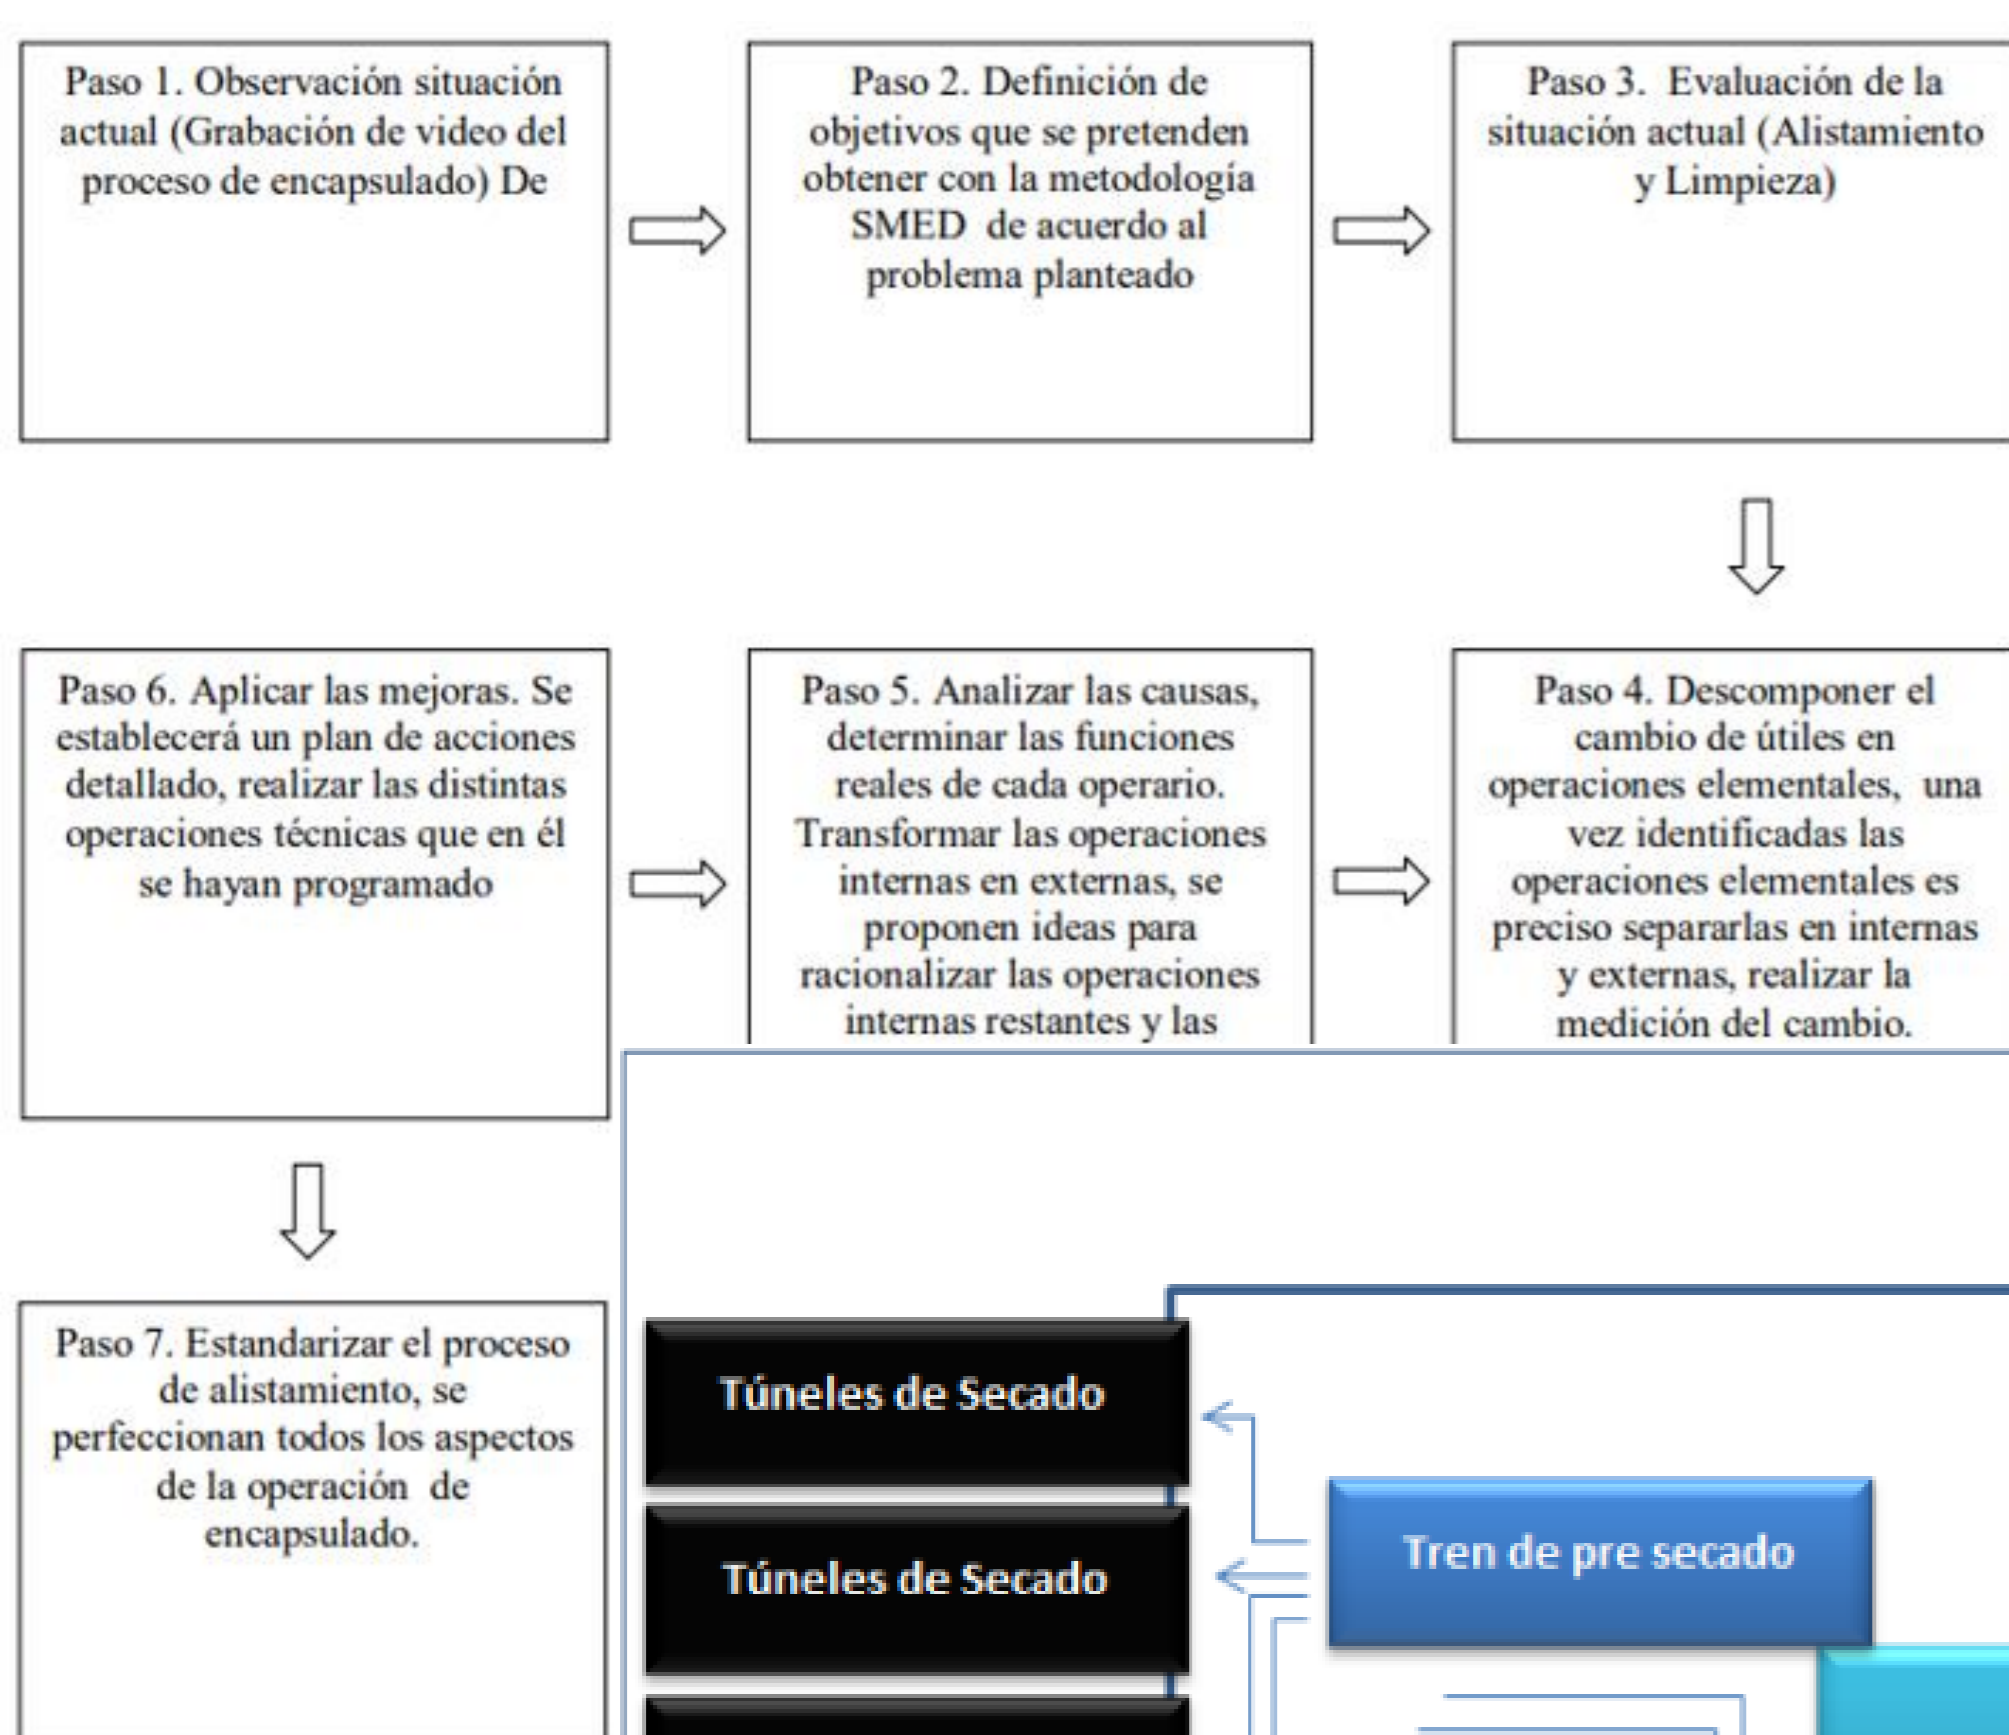 Paso 1. Observación situación
actual (Grabación de video del
proceso de encapsulado) De
Paso 2. Definición de
objetivos que se pretenden
obtener con la metodología
SMED de acuerdo al
problema planteado
Paso 3. Evaluación de la
situación actual (Alistamiento
y Limpieza)
Paso 6. Aplicar las mejoras. Se
establecerá un plan de acciones
detallado, realizar las distintas
operaciones técnicas que en él
se hayan programado
Paso 5. Analizar las causas,
determinar las funciones
reales de cada operario.
Transformar las operaciones
internas en externas, se
proponen ideas para
racionalizar las operaciones
internas restantes y las
Paso 4. Descomponer el
cambio de útiles en
operaciones elementales, una
vez identificadas las
operaciones elementales es
preciso separarlas en internas
y externas, realizar la
medición del cambio.
Paso 7. Estandarizar el proceso
de alistamiento, se
perfeccionan todos los aspectos
de la operación de
encapsulado.
Túneles de Secado
Túneles de Secado
Tren de pre secado